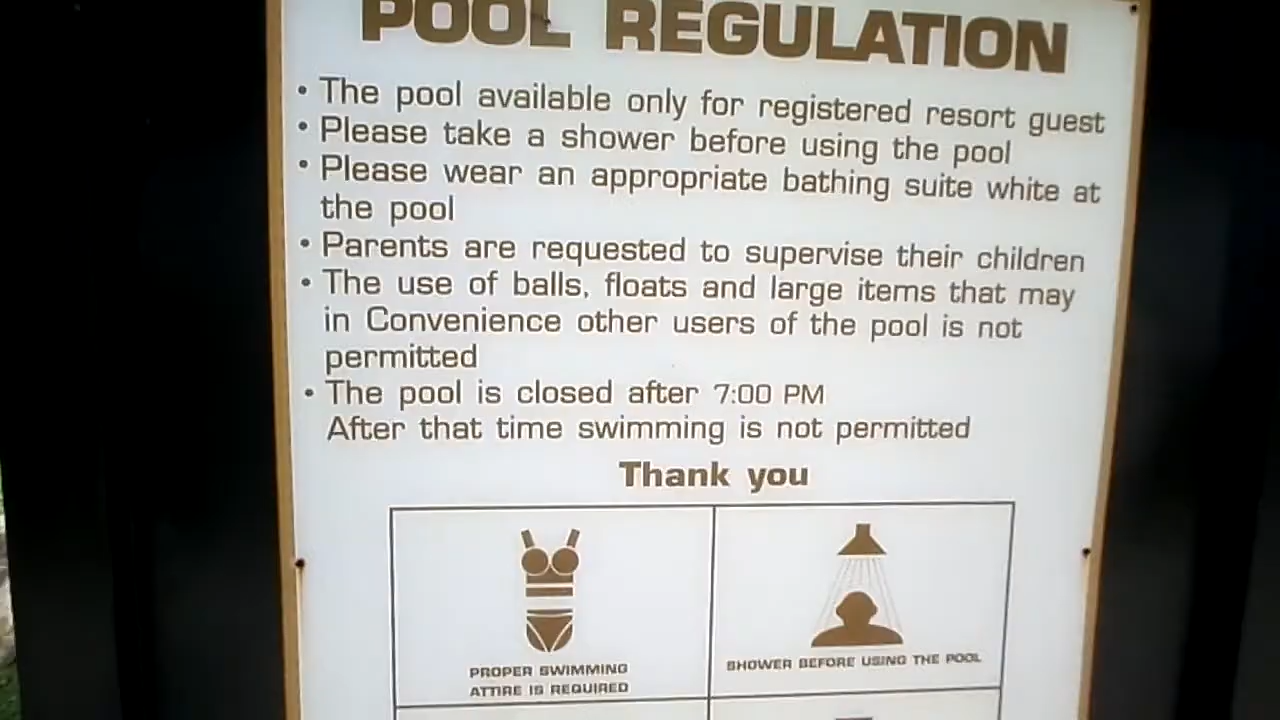 POOL REGULATION
• The pool available only for registered resort guest
• Please take a shower before using the pool
• Please wear an appropriate bathing suite white at
the pool
• Parents are requested to supervise their children
• The use of balls, floats and large items that may
in Convenience other users of the pool is not
permitted
• The pool is closed after 7:00 PM
After that time swimming is not permitted
Thank you
PROPER SWIMMING
ATTIRE IS REQUIRED
SHOWER BEFORE USING THE POOL